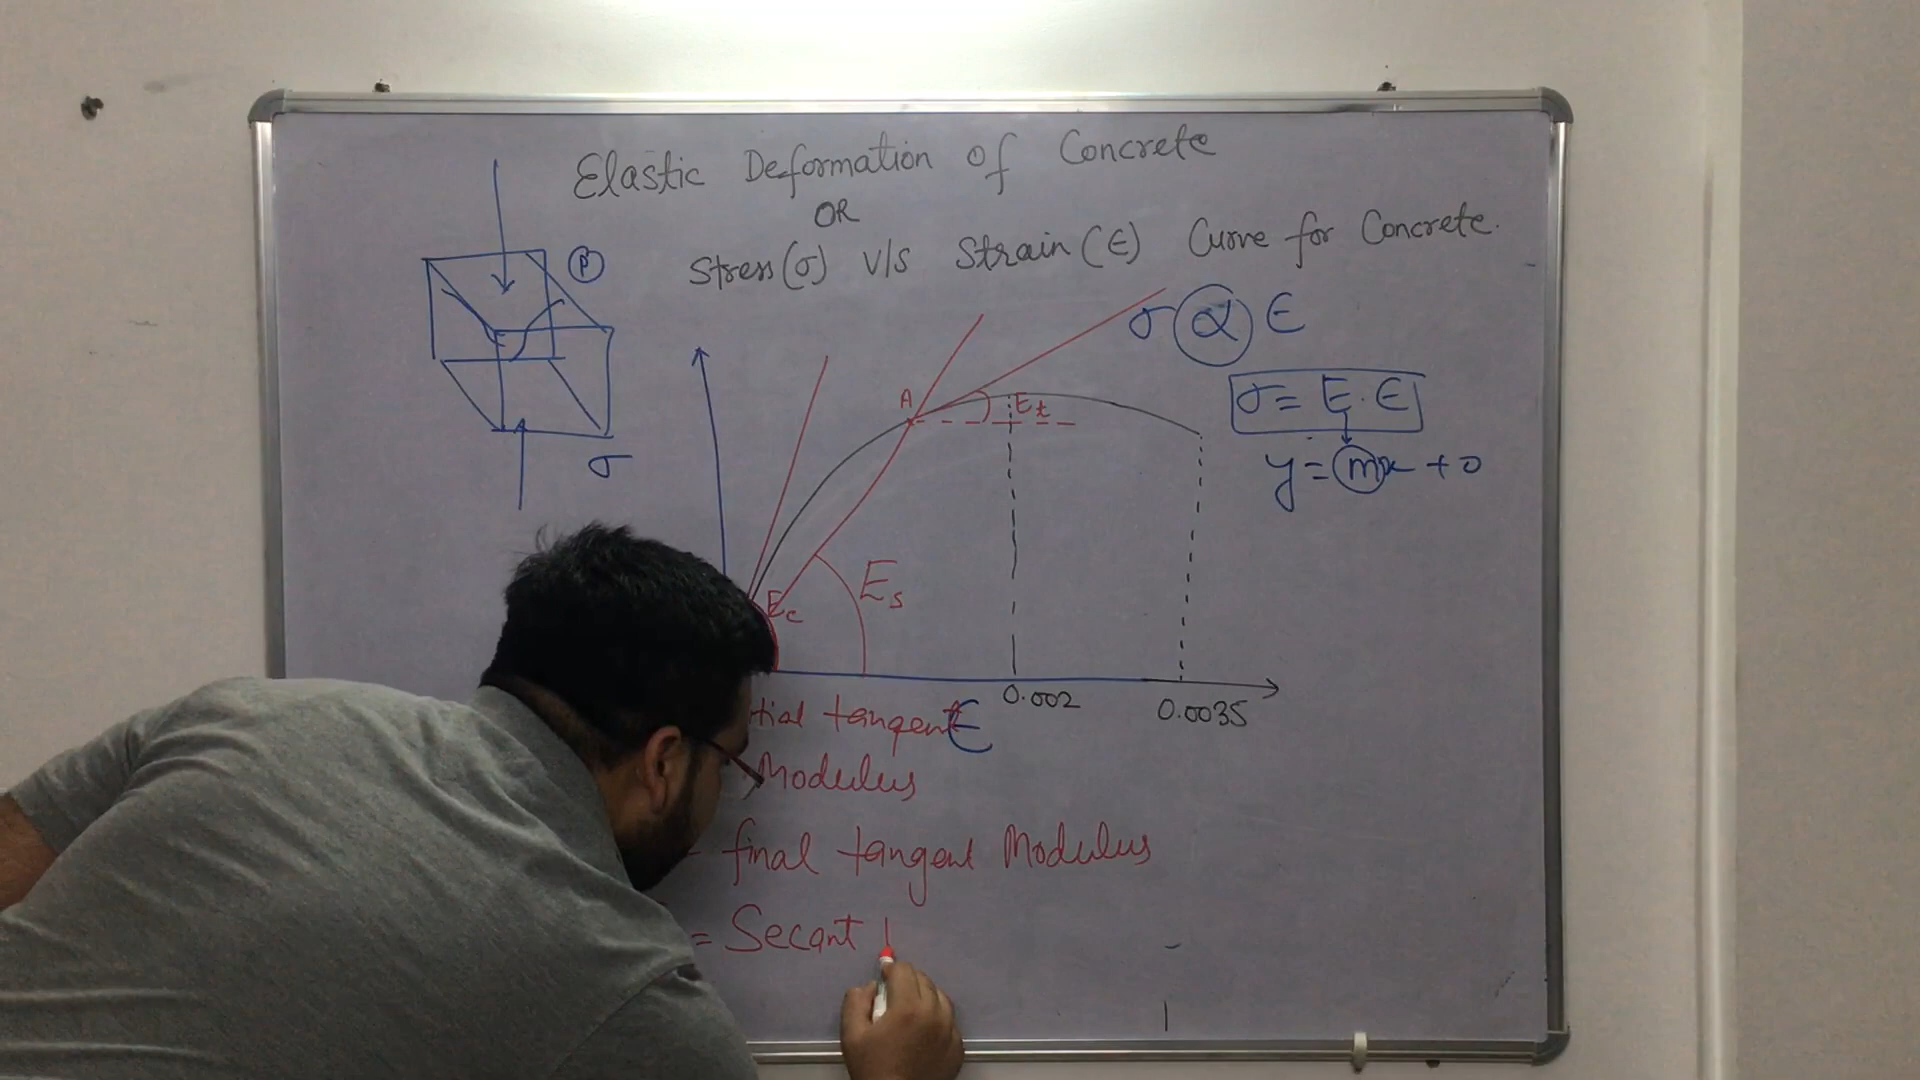 Elastic Deformation of Concrete
OR
Stress (σ) v/s Strain (ϵ) Curve for Concrete.
P
σ
σ α ϵ
σ = E . ϵ
y = mx + 0
A
Et
Es
Ec
0.002
0.0035
tangent
ϵ
Modulus
final tangent Modulus
= Secant